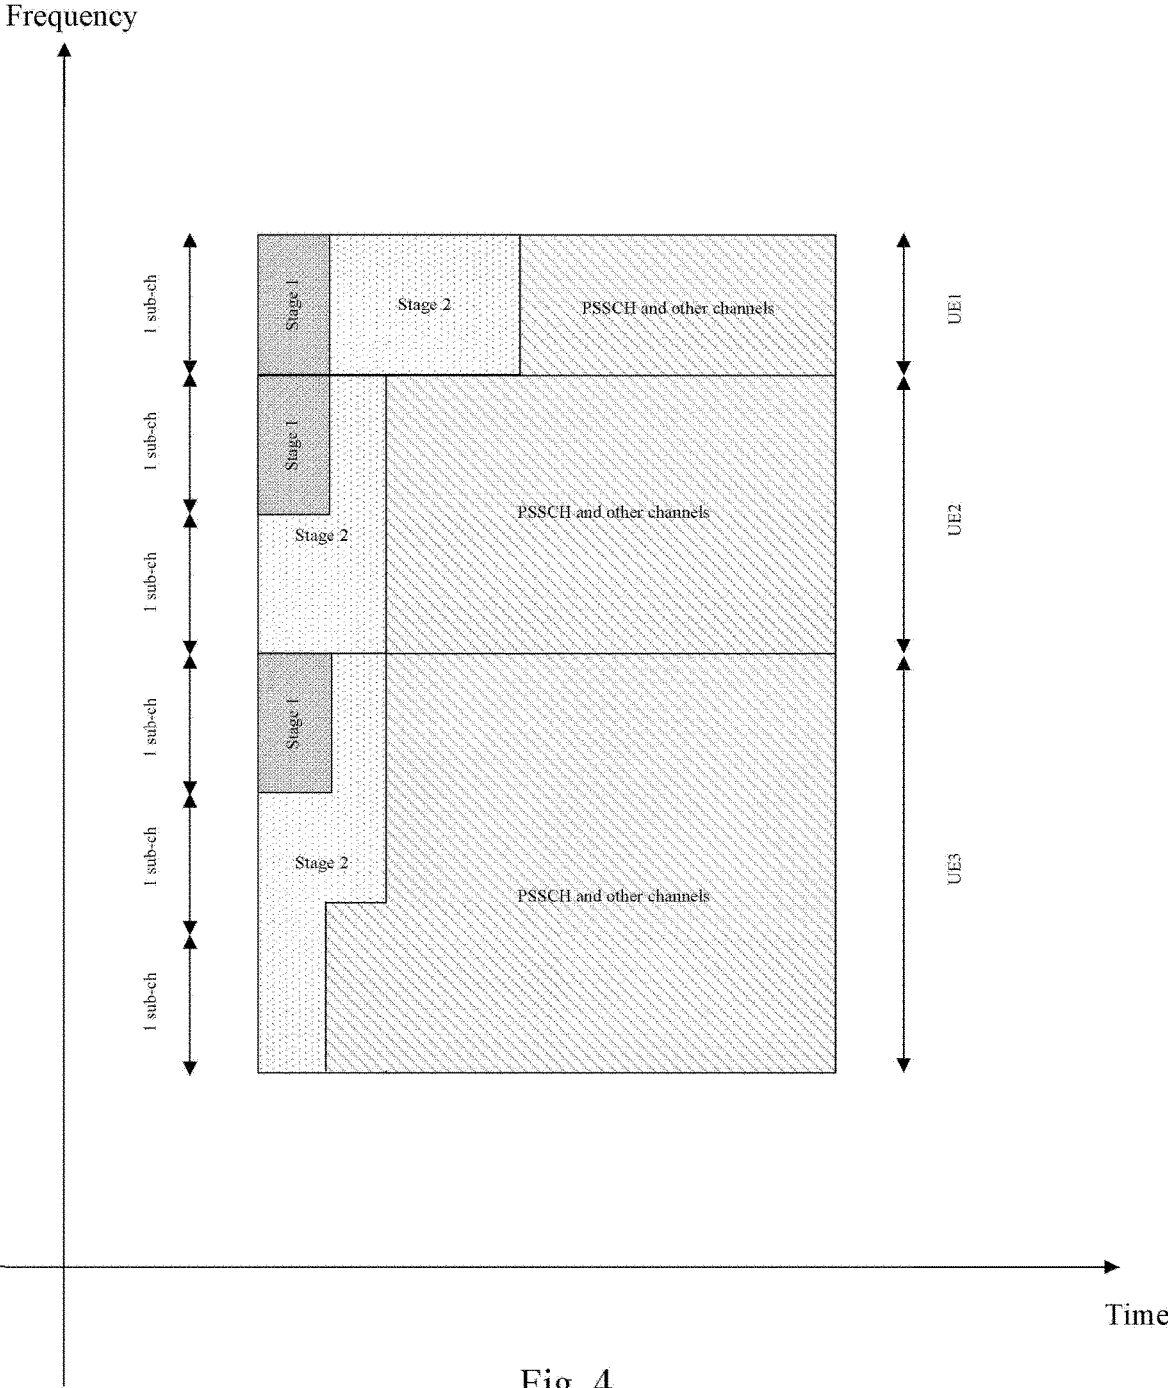 Frequency
1 sub-ch
Stage 1
Stage 2
PSSCH and other channels
UE1
1 sub-ch
Stage 1
1 sub-ch
Stage 2
PSSCH and other channels
UE2
1 sub-ch
Stage 1
1 sub-ch
Stage 2
PSSCH and other channels
UE3
1 sub-ch
Time
Fig. 4